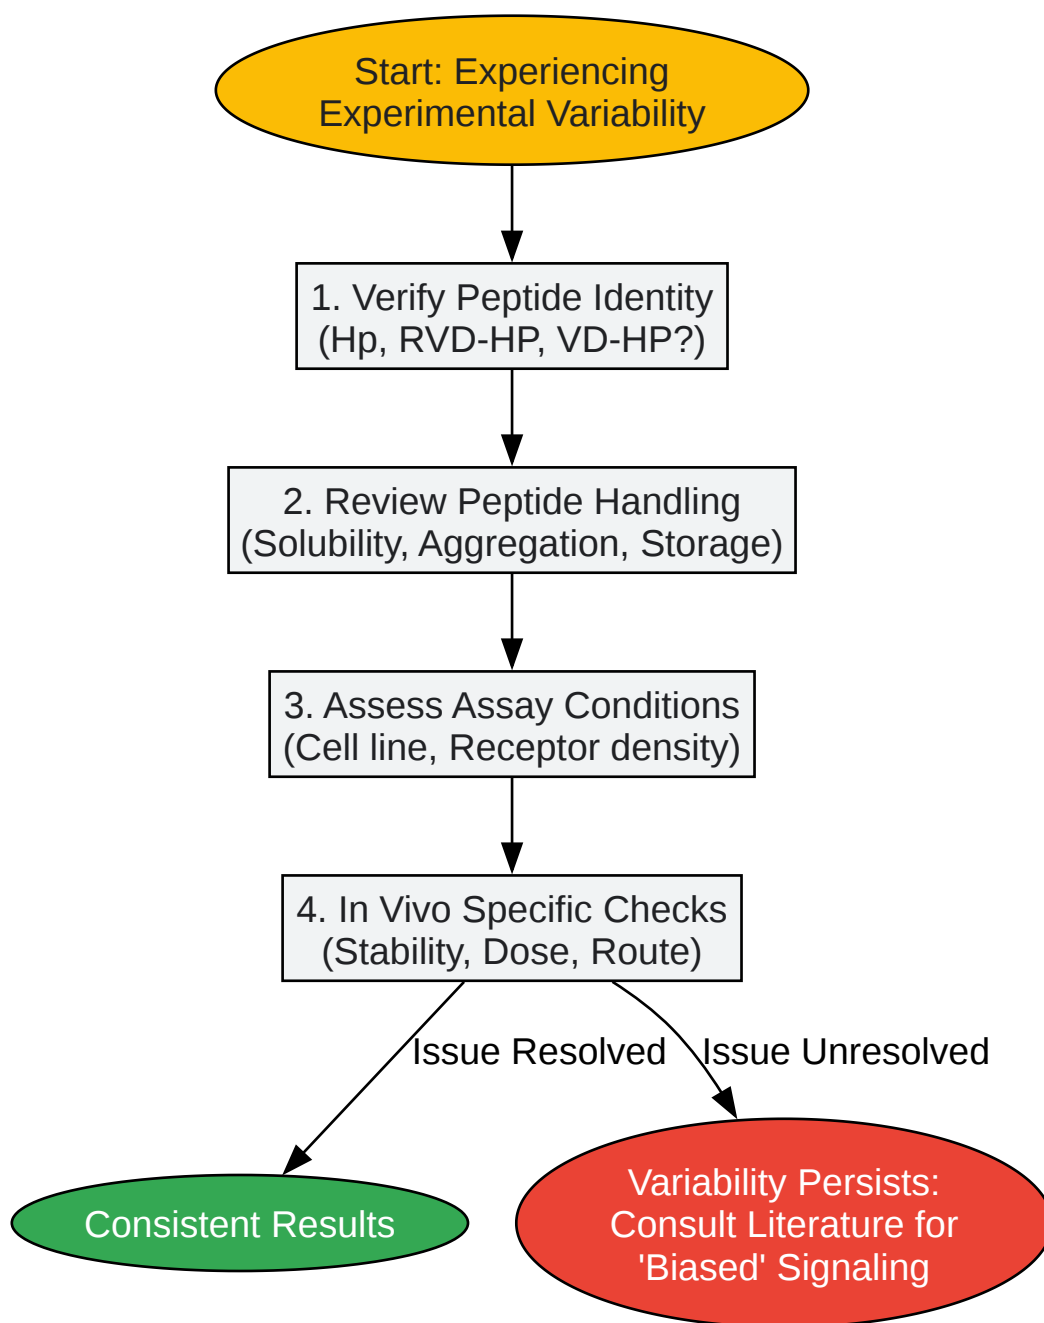 Start: Experiencing
Experimental Variability
1. Verify Peptide Identity
(Hp, RVD-HP, VD-HP?)
2. Review Peptide Handling
(Solubility, Aggregation, Storage)
3. Assess Assay Conditions
(Cell line, Receptor density)
4. In Vivo Specific Checks
(Stability, Dose, Route)
Issue Resolved
Issue Unresolved
Consistent Results
Variability Persists:
Consult Literature for
'Biased' Signaling